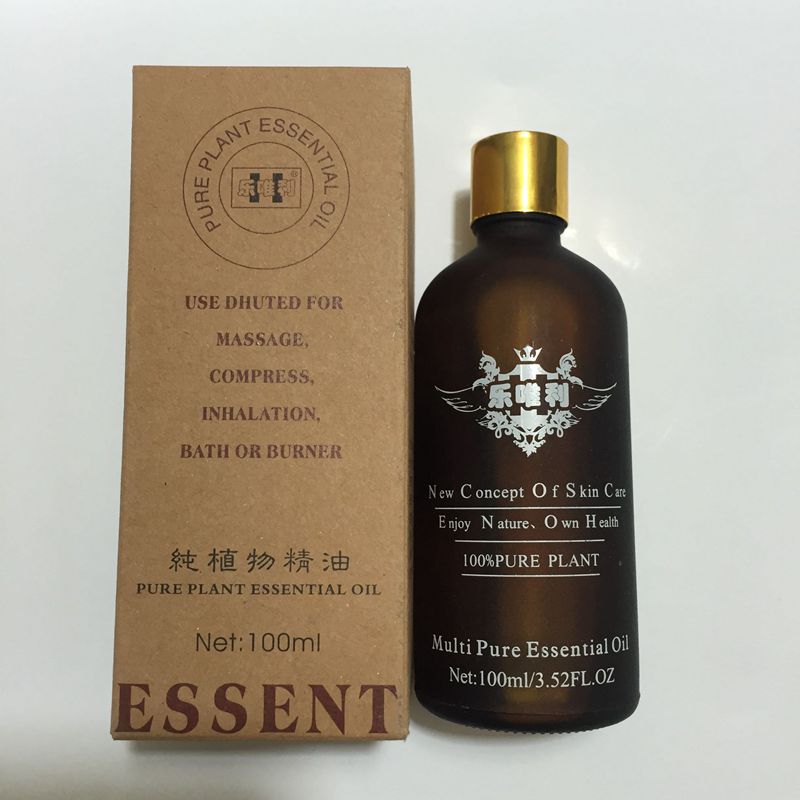 PURE PLANT ESSENTIAL OIL
乐唯利®
USE DHUTED FOR
MASSAGE,
COMPRESS,
INHALATION,
BATH OR BURNER
純植物精油
PURE PLANT ESSENTIAL OIL
Net:100ml
ESSENT
乐唯利
New Concept Of Skin Care
Enjoy Nature、Own Health
100%PURE PLANT
Multi Pure Essential Oil
Net:100ml/3.52FL.OZ